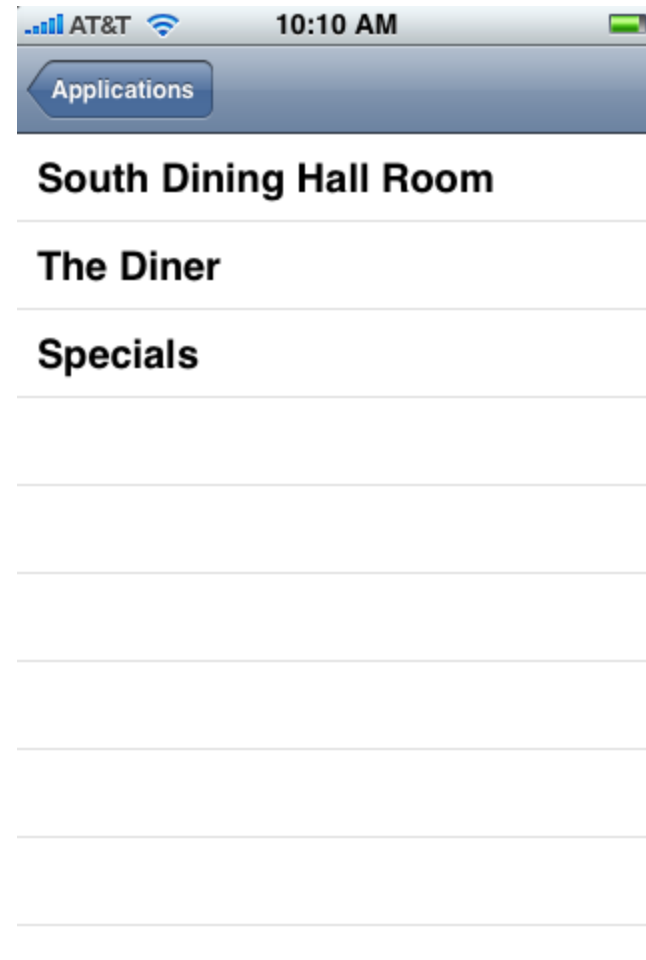 AT&T 10:10 AM
Applications
South Dining Hall Room
The Diner
Specials